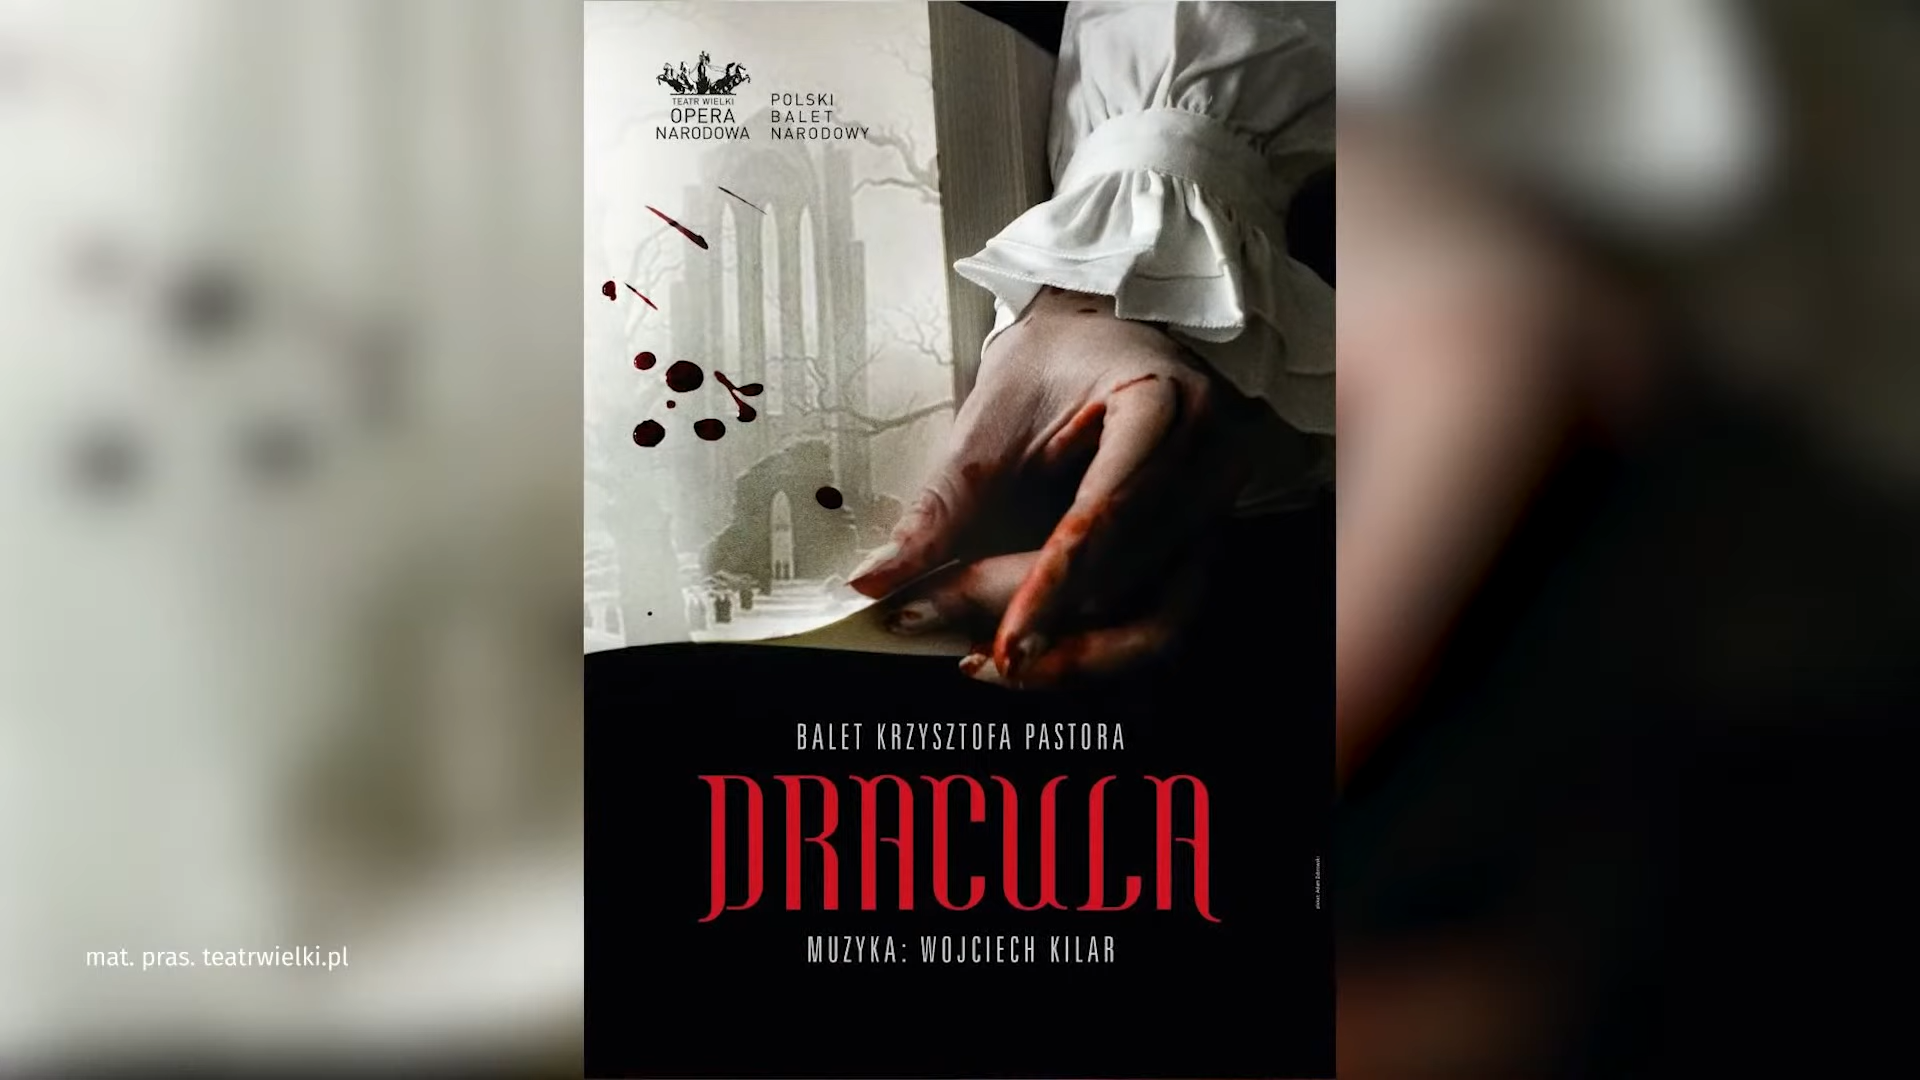 TEATR WIELKI
OPERA
NARODOWA
POLSKI
BALET
NARODOWY
BALET KRZYSZTOFA PASTORA
DRACULA
MUZYKA: WOJCIECH KILAR
mat. pras. teatrwielki.pl